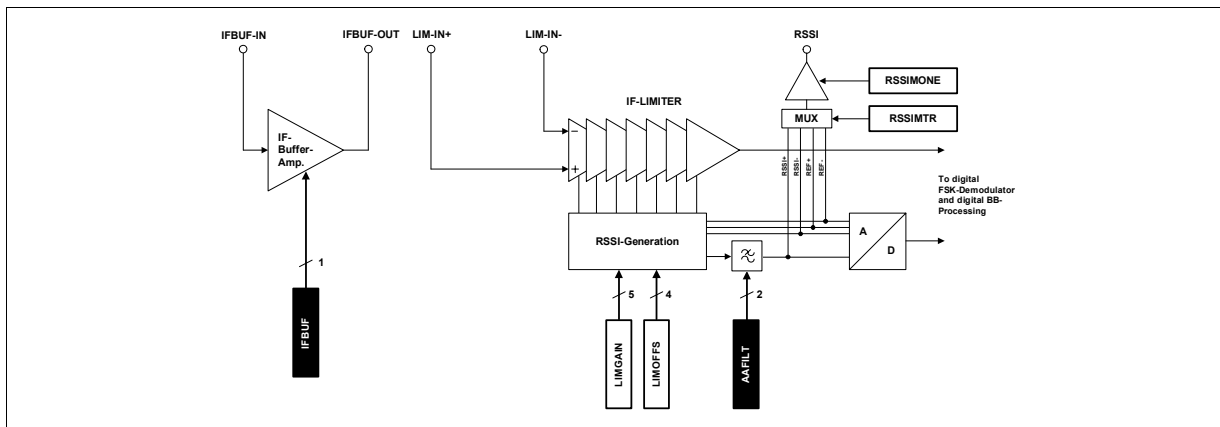 IFBUF-IN
IFBUF-OUT
LIM-IN+
LIM-IN-
RSSI
RSSIMONE
IF-LIMITER
MUX
RSSIMTR
IF-
Buffer-
Amp.
−
+
RSSI+
RSSI-
REF+
REF-
To digital
FSK-Demodulator
and digital BB-
Processing
RSSI-Generation
A
D
1
5
4
2
IFBUF
LIMGAIN
LIMOFFS
AAFILT